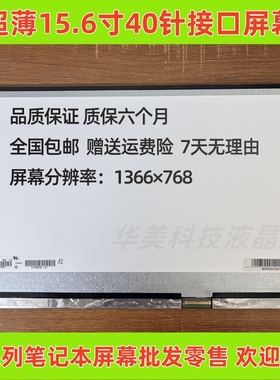 超薄15.6寸40针接口屏幕
品质保证 质保六个月
全国包邮 赠送运费险 7天无理由
屏幕分辨率：1366×768
华美科技液晶
列笔记本屏幕批发零售 欢迎